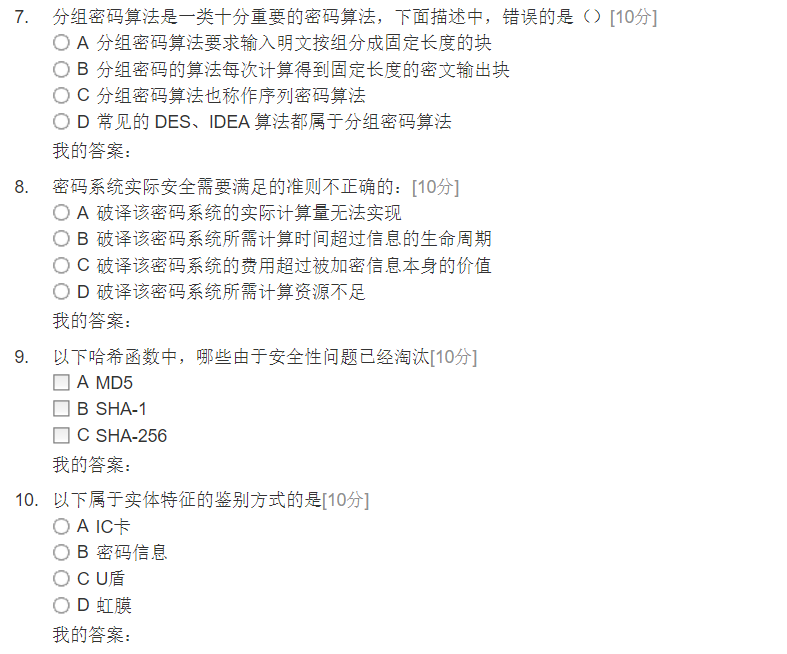 7. 分组密码算法是一类十分重要的密码算法，下面描述中，错误的是（）[10分]
A 分组密码算法要求输入明文按组分成固定长度的块
B 分组密码的算法每次计算得到固定长度的密文输出块
C 分组密码算法也称作序列密码算法
D 常见的 DES、IDEA 算法都属于分组密码算法
我的答案：
8. 密码系统实际安全需要满足的准则不正确的：[10分]
A 破译该密码系统的实际计算量无法实现
B 破译该密码系统所需计算时间超过信息的生命周期
C 破译该密码系统的费用超过被加密信息本身的价值
D 破译该密码系统所需计算资源不足
我的答案：
9. 以下哈希函数中，哪些由于安全性问题已经淘汰[10分]
A MD5
B SHA-1
C SHA-256
我的答案：
10. 以下属于实体特征的鉴别方式的是[10分]
A IC卡
B 密码信息
C U盾
D 虹膜
我的答案：